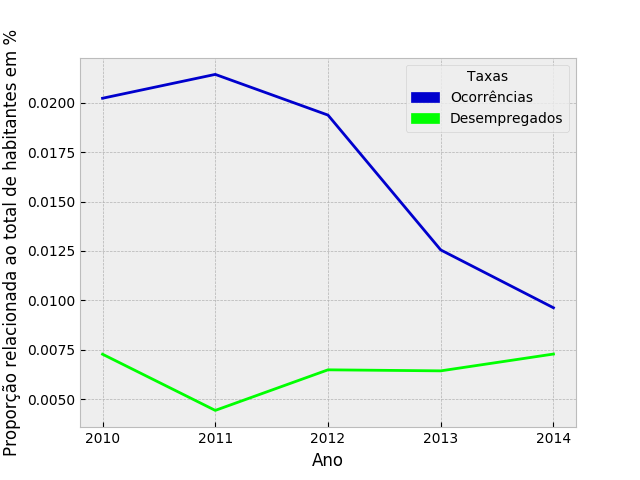 Proporção relacionada ao total de habitantes em %
Taxas
Ocorrências
Desempregados
0.0200
0.0175
0.0150
0.0125
0.0100
0.0075
0.0050
2010 2011 2012 2013 2014
Ano